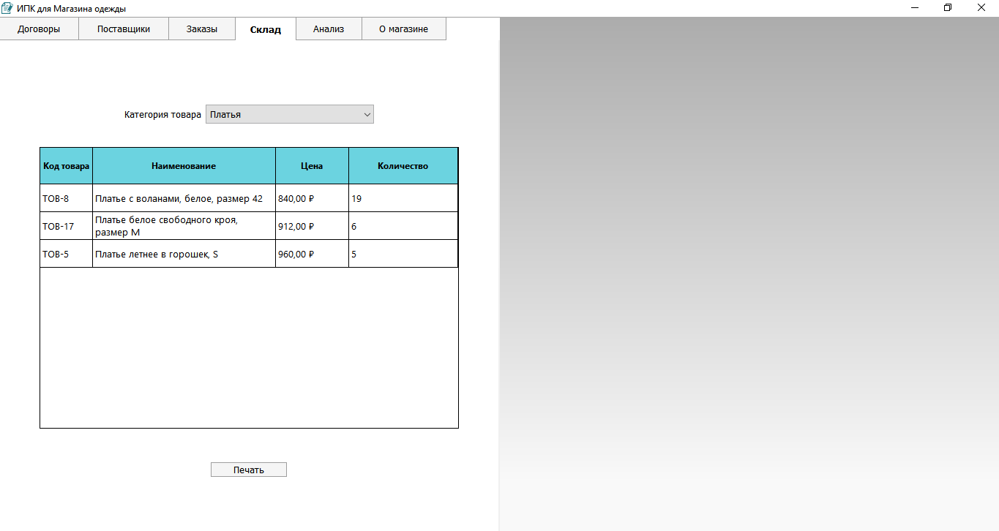 ИПК для Магазина одежды
Договоры Поставщики Заказы Склад Анализ О магазине
Категория товара Платья
Код товара Наименование Цена Количество
ТОВ-8 Платье с воланами, белое, размер 42 840,00 ₽ 19
ТОВ-17 Платье белое свободного кроя, размер М 912,00 ₽ 6
ТОВ-5 Платье летнее в горошек, S 960,00 ₽ 5
Печать